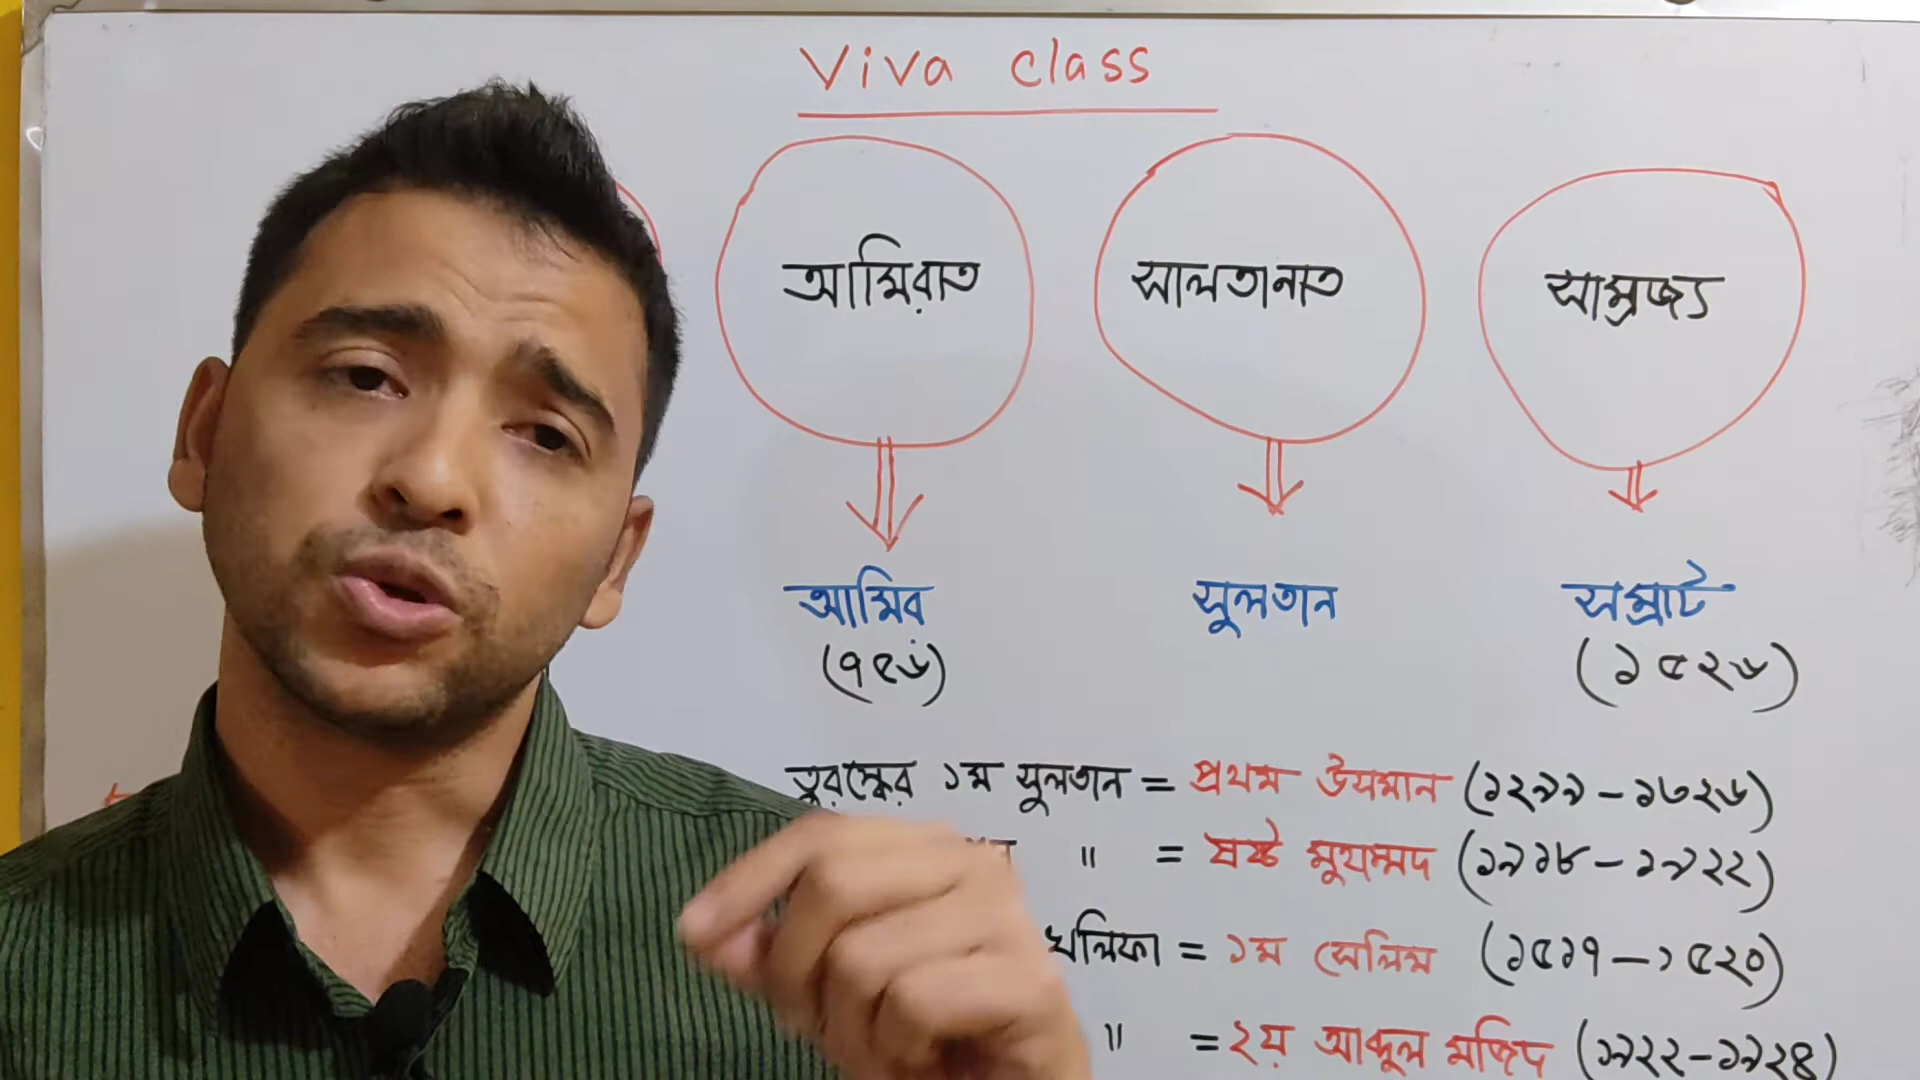 Viva class
আমিরাত সালতানাত সাম্রজ্য
আমির সুলতান সম্রাট
(৭৫৬) (১৫২৬)
তুরস্কের ১ম সুলতান = প্রথম উসমান (১২৯৯ – ১৩২৬)
" = ষষ্ঠ মুহাম্মদ (১৯১৮ – ১৯২২)
খলিফা = ১ম সেলিম (১৫১৭ – ১৫২০)
" = ২য় আব্দুল মজিদ (১৯২২ – ১৯২৪)